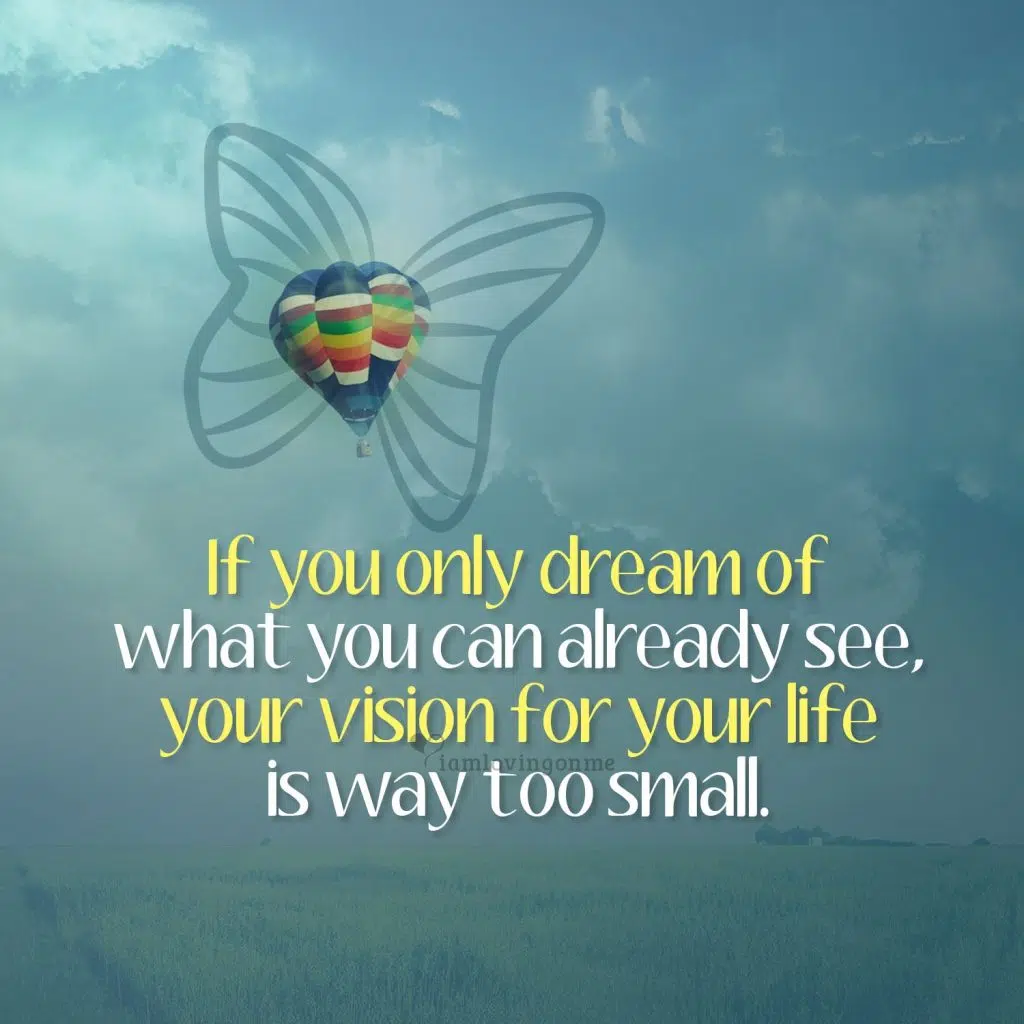 If you only dream of
what you can already see,
your vision for your life
iamlovingonme
is way too small.